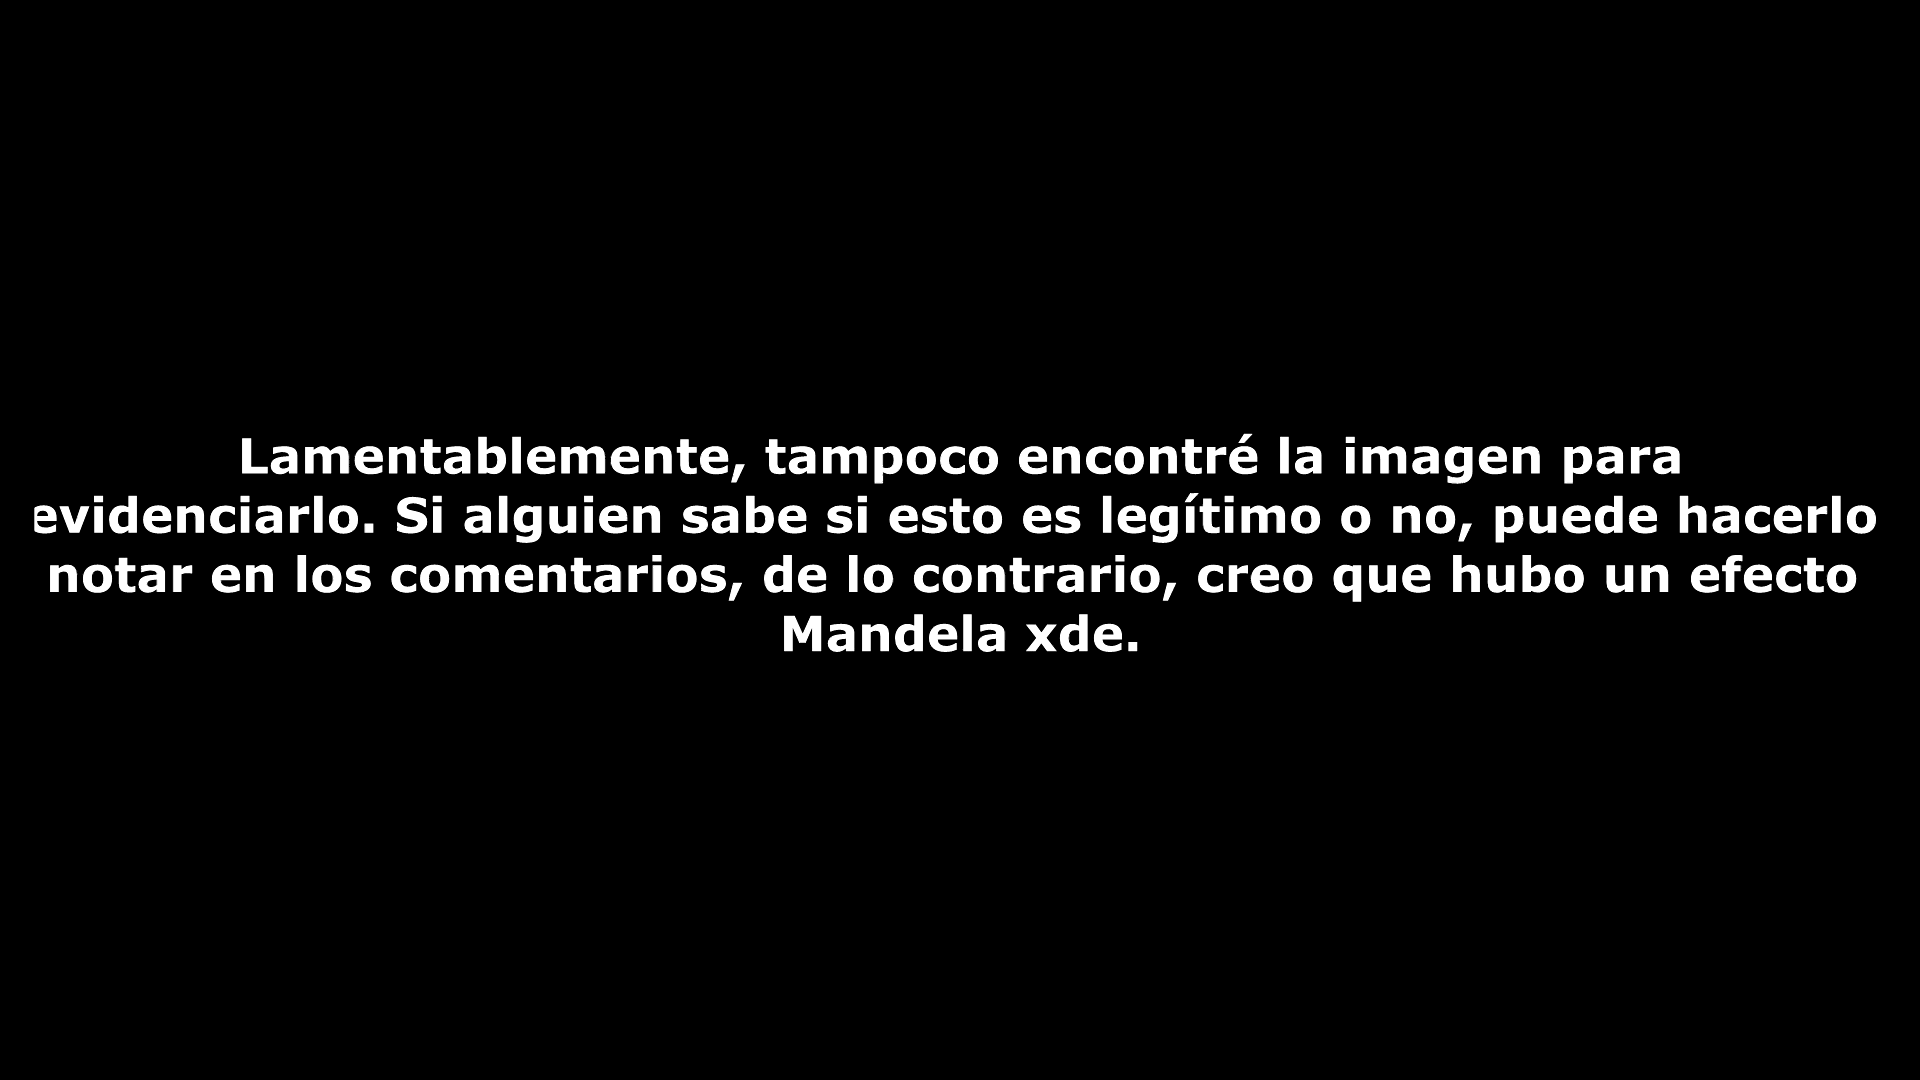 Lamentablemente, tampoco encontré la imagen para
evidenciarlo. Si alguien sabe si esto es legítimo o no, puede hacerlo
notar en los comentarios, de lo contrario, creo que hubo un efecto
Mandela xde.